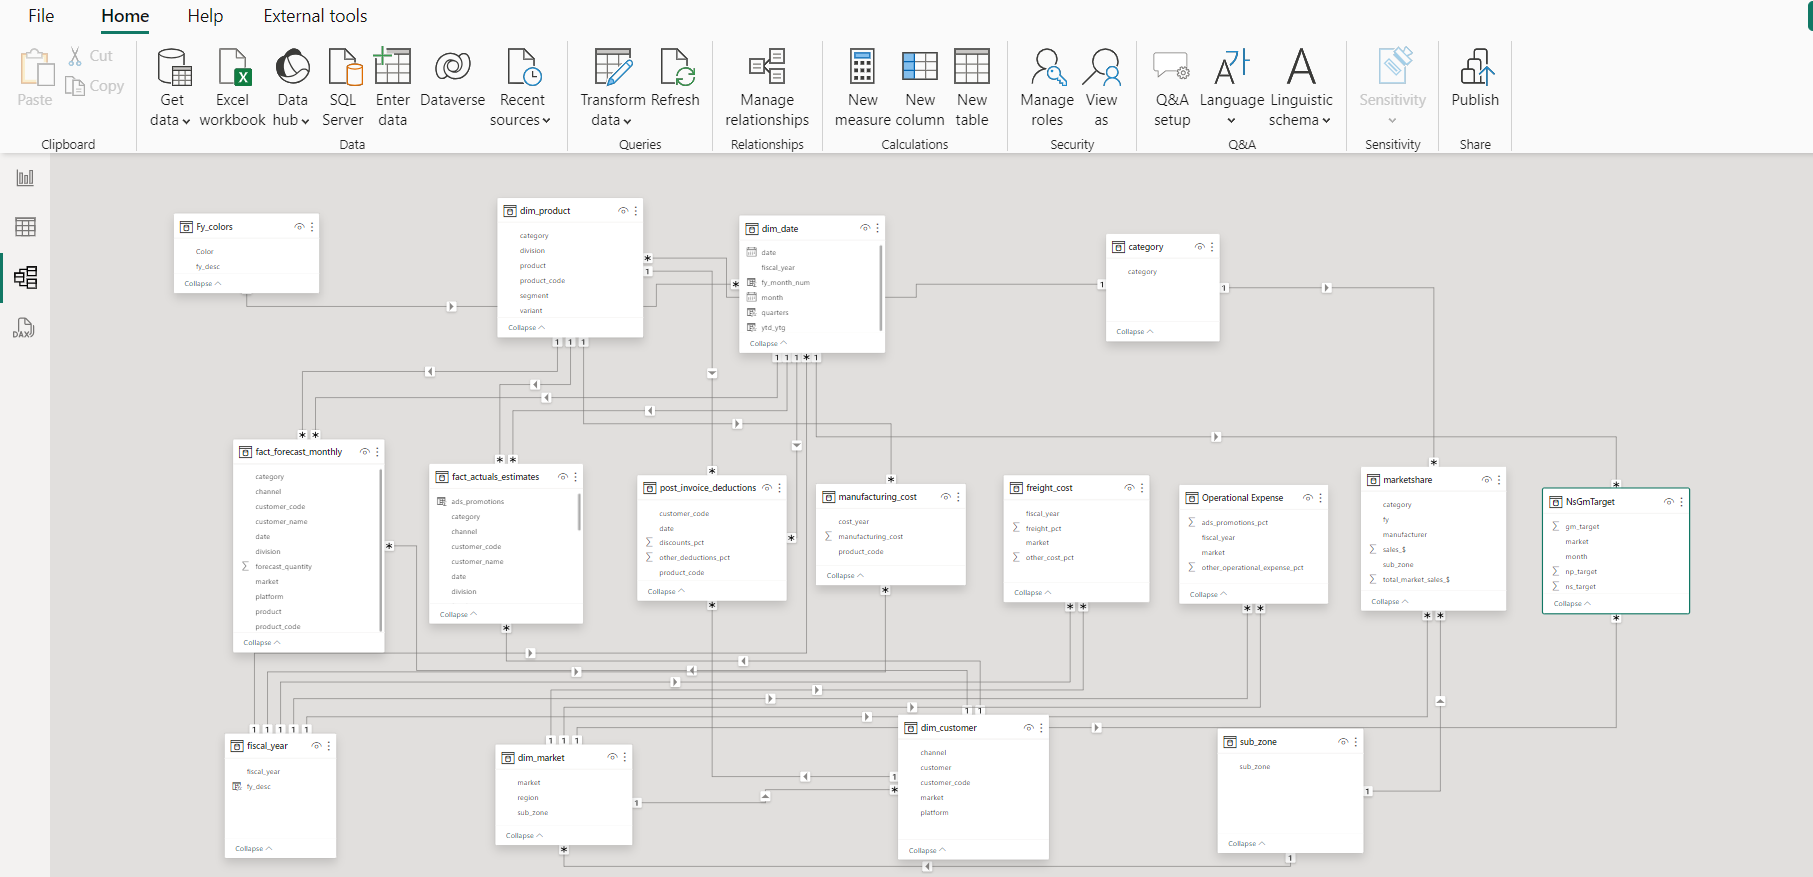 File Home Help External tools
Paste
Cut
Copy
Clipboard
Get data
Excel workbook
Data hub
SQL Server
Enter data
Dataverse
Recent sources
Data
Transform data
Refresh
Queries
Manage relationships
Relationships
New measure
New column
New table
Calculations
Manage roles
View as
Security
Q&A setup
Language
Linguistic schema
Q&A
Sensitivity
Sensitivity
Publish
Share
DAX
Fy_colors
Color
fy_desc
Collapse
dim_product
category
division
product
product_code
segment
variant
Collapse
dim_date
date
fiscal_year
fy_month_num
month
quarters
ytd_ytg
Collapse
category
category
Collapse
fact_forecast_monthly
category
channel
customer_code
customer_name
date
division
forecast_quantity
market
platform
product
product_code
Collapse
fact_actuals_estimates
ads_promotions
category
channel
customer_code
customer_name
date
division
Collapse
post_invoice_deductions
customer_code
date
discounts_pct
other_deductions_pct
product_code
Collapse
manufacturing_cost
cost_year
manufacturing_cost
product_code
Collapse
freight_cost
fiscal_year
freight_pct
market
other_cost_pct
Collapse
Operational Expense
ads_promotions_pct
fiscal_year
market
other_operational_expense_pct
Collapse
marketshare
category
fy
manufacturer
sales_$
sub_zone
total_market_sales_$
Collapse
NsGmTarget
gm_target
market
month
np_target
ns_target
Collapse
fiscal_year
fiscal_year
fy_desc
Collapse
dim_market
market
region
sub_zone
Collapse
dim_customer
channel
customer
customer_code
market
platform
Collapse
sub_zone
sub_zone
Collapse